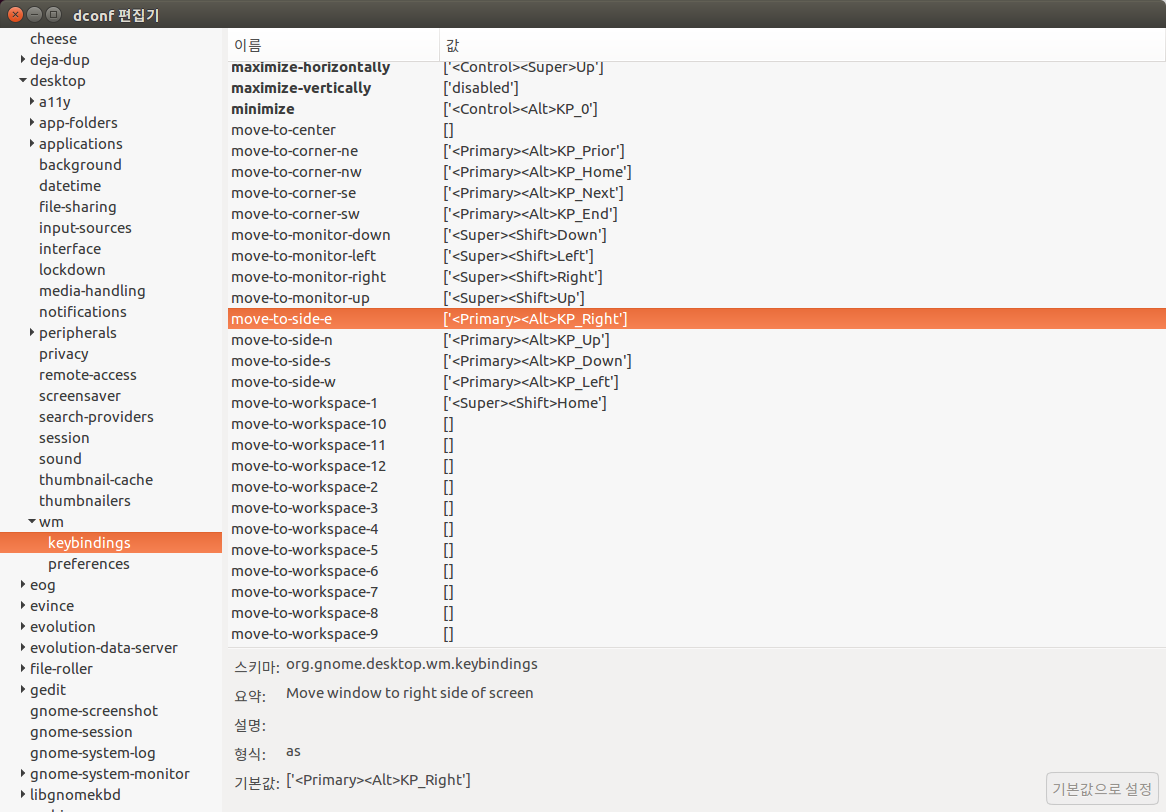 dconf 편집기
cheese
deja-dup
desktop
a11y
app-folders
applications
background
datetime
file-sharing
input-sources
interface
lockdown
media-handling
notifications
peripherals
privacy
remote-access
screensaver
search-providers
session
sound
thumbnail-cache
thumbnailers
wm
keybindings
preferences
eog
evince
evolution
evolution-data-server
file-roller
gedit
gnome-screenshot
gnome-session
gnome-system-log
gnome-system-monitor
libgnomekbd
이름 값
maximize-horizontally ['<Control><Super>Up']
maximize-vertically ['disabled']
minimize ['<Control><Alt>KP_0']
move-to-center []
move-to-corner-ne ['<Primary><Alt>KP_Prior']
move-to-corner-nw ['<Primary><Alt>KP_Home']
move-to-corner-se ['<Primary><Alt>KP_Next']
move-to-corner-sw ['<Primary><Alt>KP_End']
move-to-monitor-down ['<Super><Shift>Down']
move-to-monitor-left ['<Super><Shift>Left']
move-to-monitor-right ['<Super><Shift>Right']
move-to-monitor-up ['<Super><Shift>Up']
move-to-side-e ['<Primary><Alt>KP_Right']
move-to-side-n ['<Primary><Alt>KP_Up']
move-to-side-s ['<Primary><Alt>KP_Down']
move-to-side-w ['<Primary><Alt>KP_Left']
move-to-workspace-1 ['<Super><Shift>Home']
move-to-workspace-10 []
move-to-workspace-11 []
move-to-workspace-12 []
move-to-workspace-2 []
move-to-workspace-3 []
move-to-workspace-4 []
move-to-workspace-5 []
move-to-workspace-6 []
move-to-workspace-7 []
move-to-workspace-8 []
move-to-workspace-9 []
스키마: org.gnome.desktop.wm.keybindings
요약: Move window to right side of screen
설명:
형식: as
기본값: ['<Primary><Alt>KP_Right']
기본값으로 설정